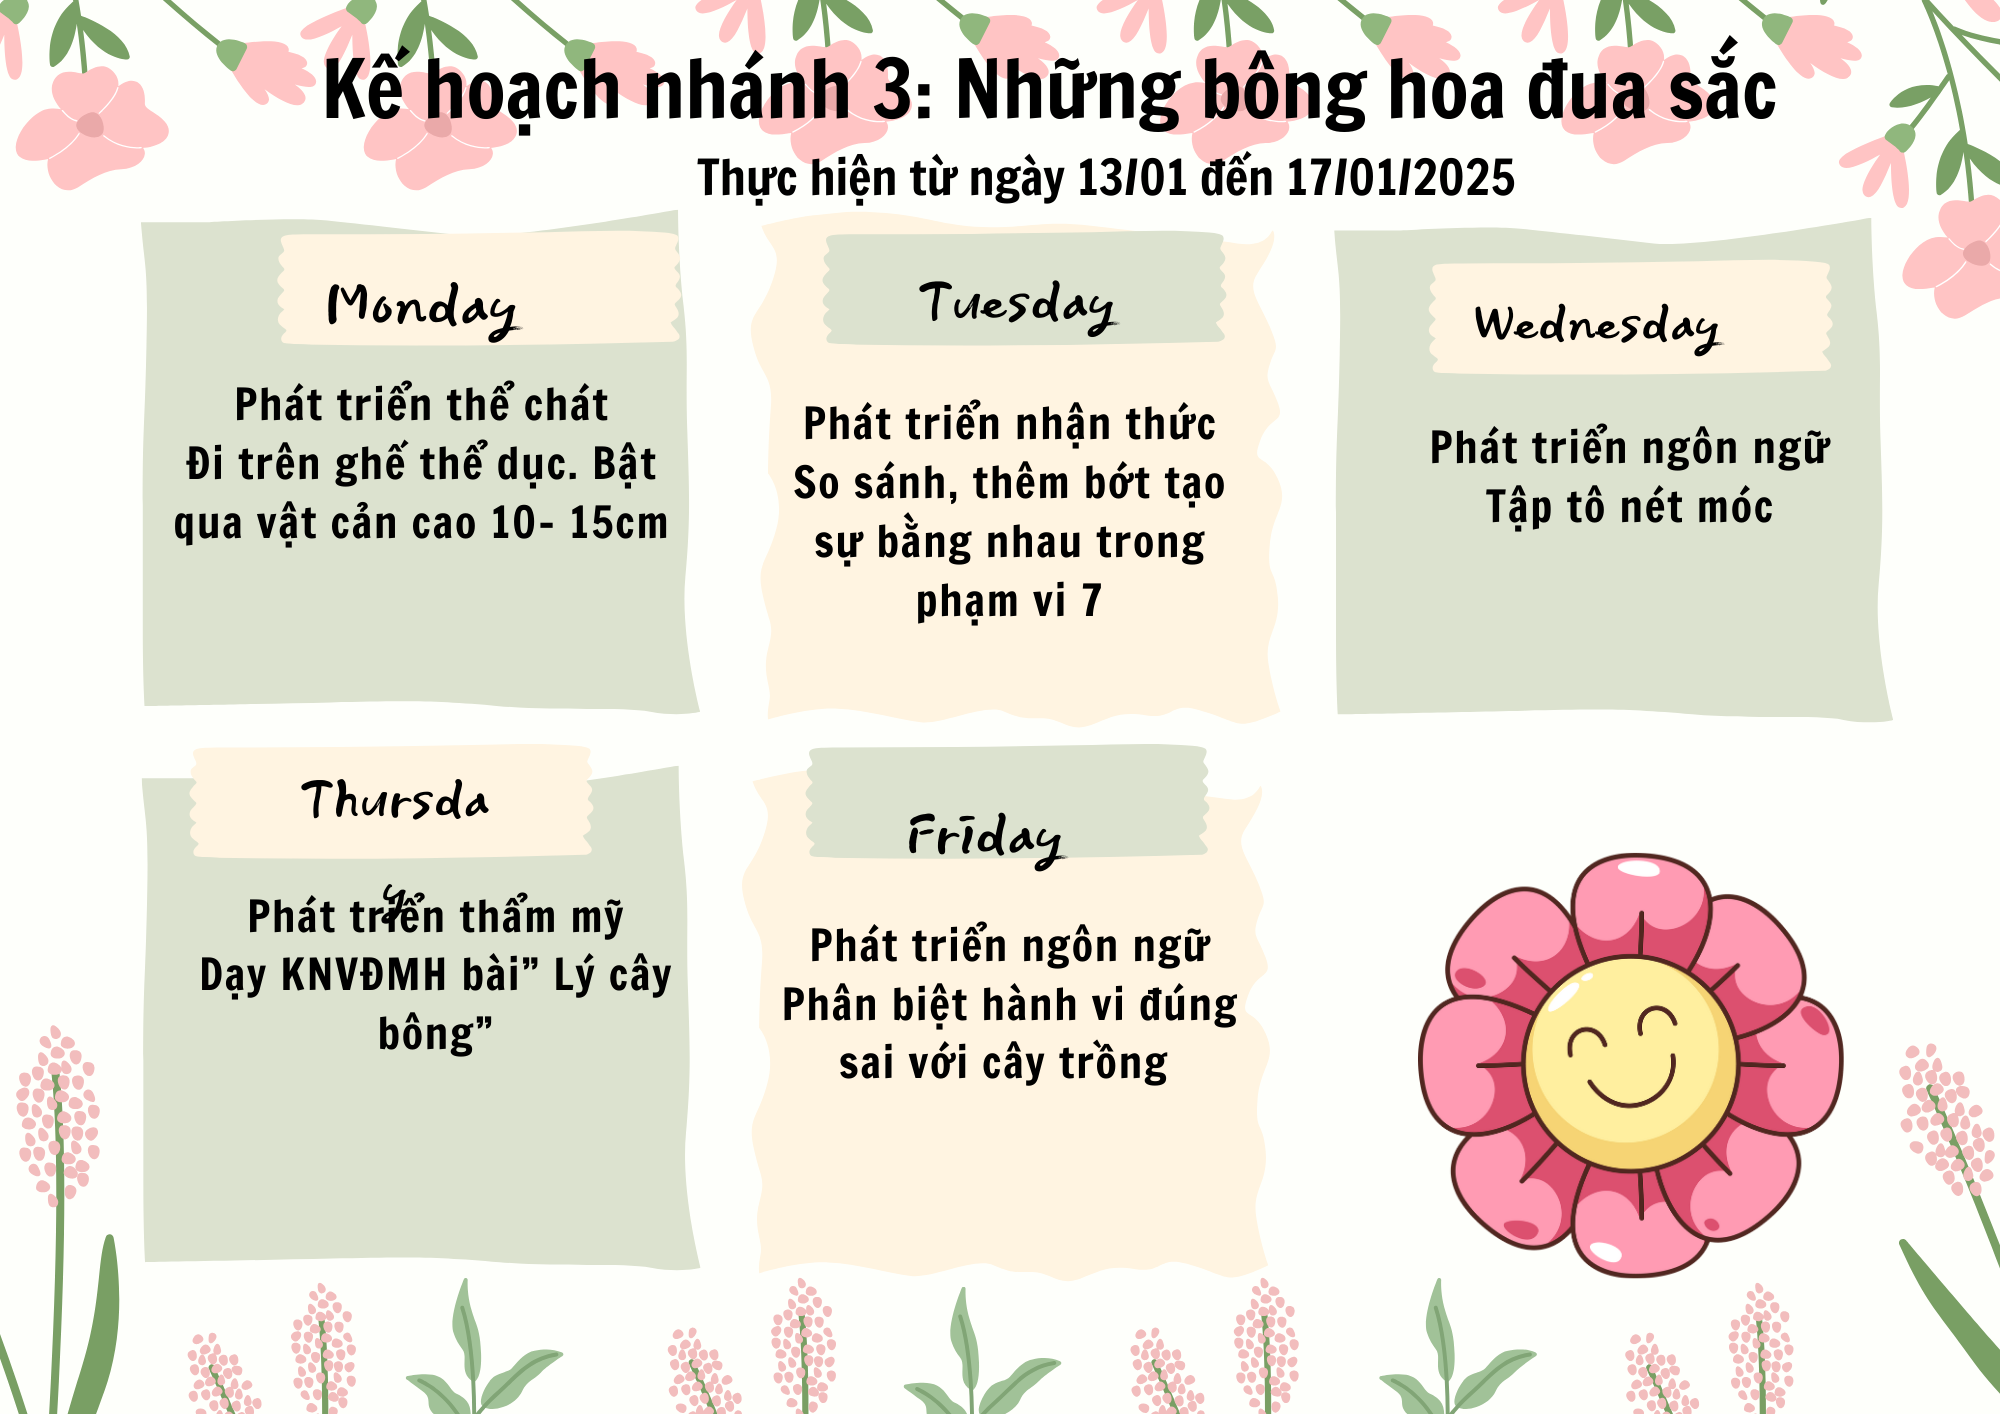 Kế hoạch nhánh 3: Những bông hoa đua sắc
Thực hiện từ ngày 13/01 đến 17/01/2025
Monday
Phát triển thể chát
Đi trên ghế thể dục. Bật
qua vật cản cao 10- 15cm
Tuesday
Phát triển nhận thức
So sánh, thêm bớt tạo
sự bằng nhau trong
phạm vi 7
Wednesday
Phát triển ngôn ngữ
Tập tô nét móc
Thursda
y
Phát triển thẩm mỹ
Dạy KNVĐMH bài” Lý cây
bông”
Friday
Phát triển ngôn ngữ
Phân biệt hành vi đúng
sai với cây trồng